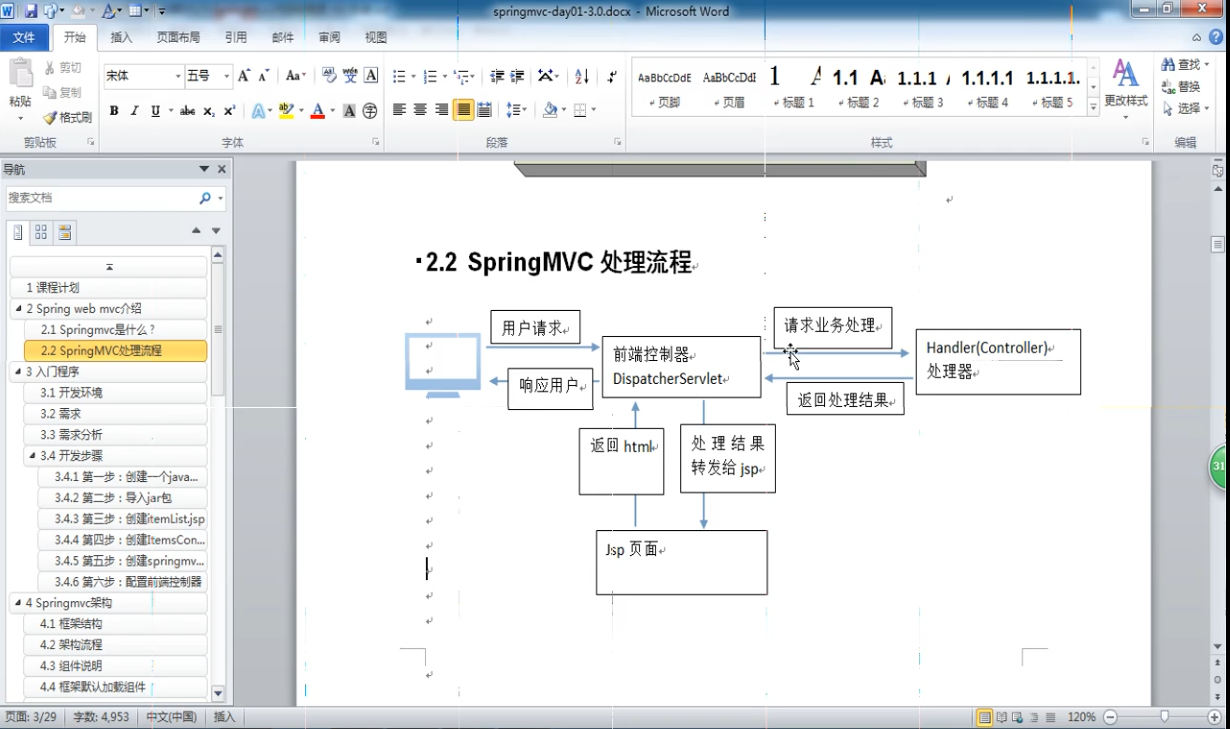 springmvc-day01-3.0.docx - Microsoft Word
文件 开始 插入 页面布局 引用 邮件 审阅 视图
粘贴
剪切
复制
格式刷
剪贴板
宋体 五号
字体
段落
AaBbCcDdE AaBbCcDdI 1 1.1 1.1.1 1.1.1.1 1.1.1.1.
页脚 页眉 标题 1 标题 2 标题 3 标题 4 标题 5
更改样式
样式
查找
替换
选择
编辑
导航
搜索文档
1 课程计划
2 Spring web mvc介绍
2.1 Springmvc是什么？
2.2 SpringMVC处理流程
3 入门程序
3.1 开发环境
3.2 需求
3.3 需求分析
3.4 开发步骤
3.4.1 第一步：创建一个java...
3.4.2 第二步：导入jar包
3.4.3 第三步：创建itemList.jsp
3.4.4 第四步：创建ItemsCon...
3.4.5 第五步：创建springmv...
3.4.6 第六步：配置前端控制器
4 Springmvc架构
4.1 框架结构
4.2 架构流程
4.3 组件说明
4.4 框架默认加载组件
2.2 SpringMVC 处理流程
用户请求
响应用户
前端控制器
DispatcherServlet
请求业务处理
返回处理结果
Handler(Controller)
处理器
返回 html
处理结果
转发给 jsp
Jsp 页面
31
页面: 3/29 字数: 4,953 中文(中国) 插入 120%